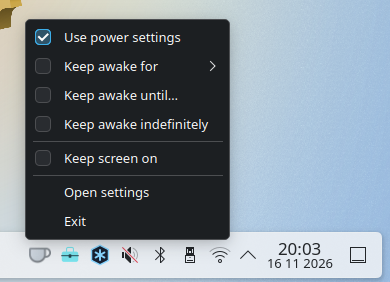 Use power settings
Keep awake for
Keep awake until...
Keep awake indefinitely
Keep screen on
Open settings
Exit
20:03
16 11 2026